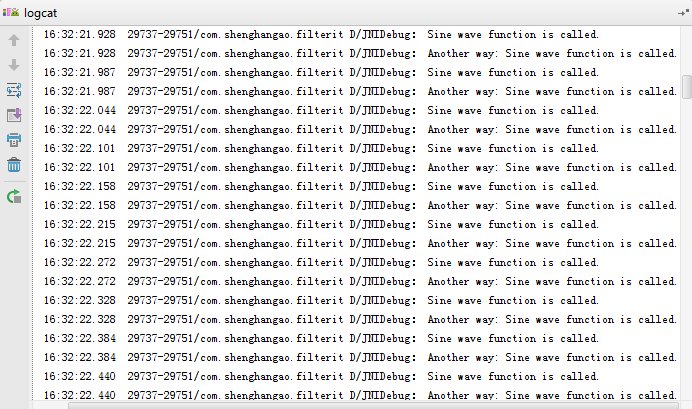 logcat
16:32:21.928 29737-29751/com.shenghangao.filterit D/JNIDebug: Sine wave function is called.
16:32:21.928 29737-29751/com.shenghangao.filterit D/JNIDebug: Another way: Sine wave function is called.
16:32:21.987 29737-29751/com.shenghangao.filterit D/JNIDebug: Sine wave function is called.
16:32:21.987 29737-29751/com.shenghangao.filterit D/JNIDebug: Another way: Sine wave function is called.
16:32:22.044 29737-29751/com.shenghangao.filterit D/JNIDebug: Sine wave function is called.
16:32:22.044 29737-29751/com.shenghangao.filterit D/JNIDebug: Another way: Sine wave function is called.
16:32:22.101 29737-29751/com.shenghangao.filterit D/JNIDebug: Sine wave function is called.
16:32:22.101 29737-29751/com.shenghangao.filterit D/JNIDebug: Another way: Sine wave function is called.
16:32:22.158 29737-29751/com.shenghangao.filterit D/JNIDebug: Sine wave function is called.
16:32:22.158 29737-29751/com.shenghangao.filterit D/JNIDebug: Another way: Sine wave function is called.
16:32:22.215 29737-29751/com.shenghangao.filterit D/JNIDebug: Sine wave function is called.
16:32:22.215 29737-29751/com.shenghangao.filterit D/JNIDebug: Another way: Sine wave function is called.
16:32:22.272 29737-29751/com.shenghangao.filterit D/JNIDebug: Sine wave function is called.
16:32:22.272 29737-29751/com.shenghangao.filterit D/JNIDebug: Another way: Sine wave function is called.
16:32:22.328 29737-29751/com.shenghangao.filterit D/JNIDebug: Sine wave function is called.
16:32:22.328 29737-29751/com.shenghangao.filterit D/JNIDebug: Another way: Sine wave function is called.
16:32:22.384 29737-29751/com.shenghangao.filterit D/JNIDebug: Sine wave function is called.
16:32:22.384 29737-29751/com.shenghangao.filterit D/JNIDebug: Another way: Sine wave function is called.
16:32:22.440 29737-29751/com.shenghangao.filterit D/JNIDebug: Sine wave function is called.
16:32:22.440 29737-29751/com.shenghangao.filterit D/JNIDebug: Another way: Sine wave function is called.